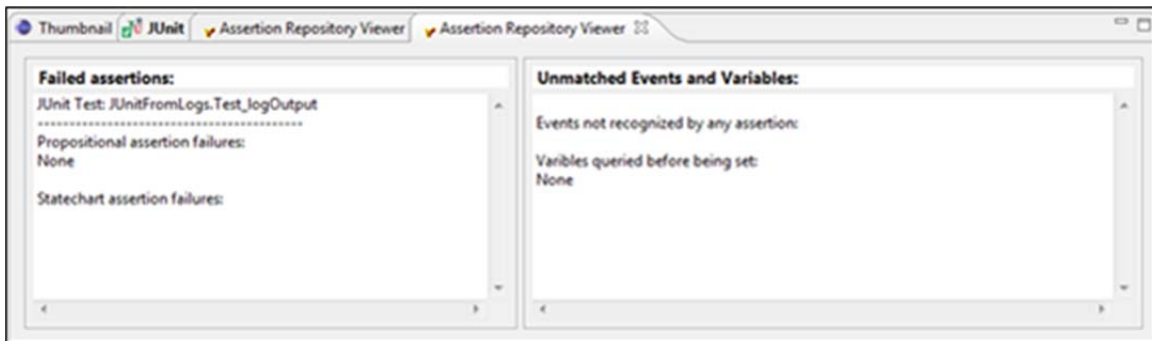 Thumbnail JUnit Assertion Repository Viewer Assertion Repository Viewer
Failed assertions:
JUnit Test: JUnitFromLogs.Test_logOutput
--------------------------------------------
Propositional assertion failures:
None
Statechart assertion failures:
Unmatched Events and Variables:
Events not recognized by any assertion:
Varibles queried before being set:
None